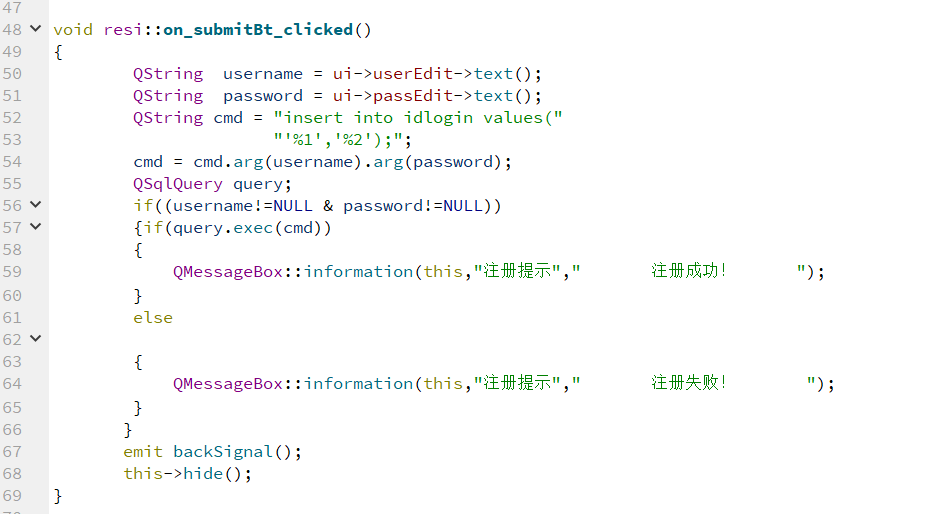 47
48 void resi::on_submitBt_clicked()
49 {
50 QString  username = ui->userEdit->text();
51 QString  password = ui->passEdit->text();
52 QString cmd = "insert into idlogin values("
53 "'%1','%2');";
54 cmd = cmd.arg(username).arg(password);
55 QSqlQuery query;
56 if((username!=NULL & password!=NULL))
57 {if(query.exec(cmd))
58 {
59 QMessageBox::information(this,"注册提示","       注册成功!       ");
60 }
61 else
62
63 {
64 QMessageBox::information(this,"注册提示","       注册失败!        ");
65 }
66 }
67 emit backSignal();
68 this->hide();
69 }